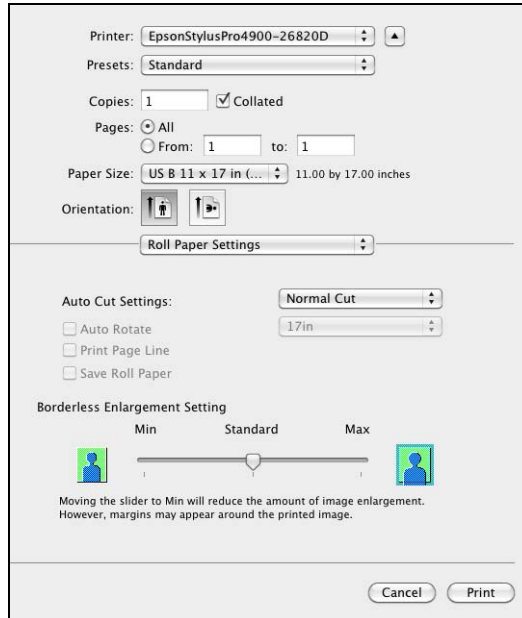 Printer: EpsonStylusPro4900-26820D
Presets: Standard
Copies: 1 Collated
Pages: All
From: 1 to: 1
Paper Size: US B 11 x 17 in (... 11.00 by 17.00 inches
Orientation:
Roll Paper Settings
Auto Cut Settings: Normal Cut
Auto Rotate 17in
Print Page Line
Save Roll Paper
Borderless Enlargement Setting
Min Standard Max
Moving the slider to Min will reduce the amount of image enlargement.
However, margins may appear around the printed image.
Cancel Print